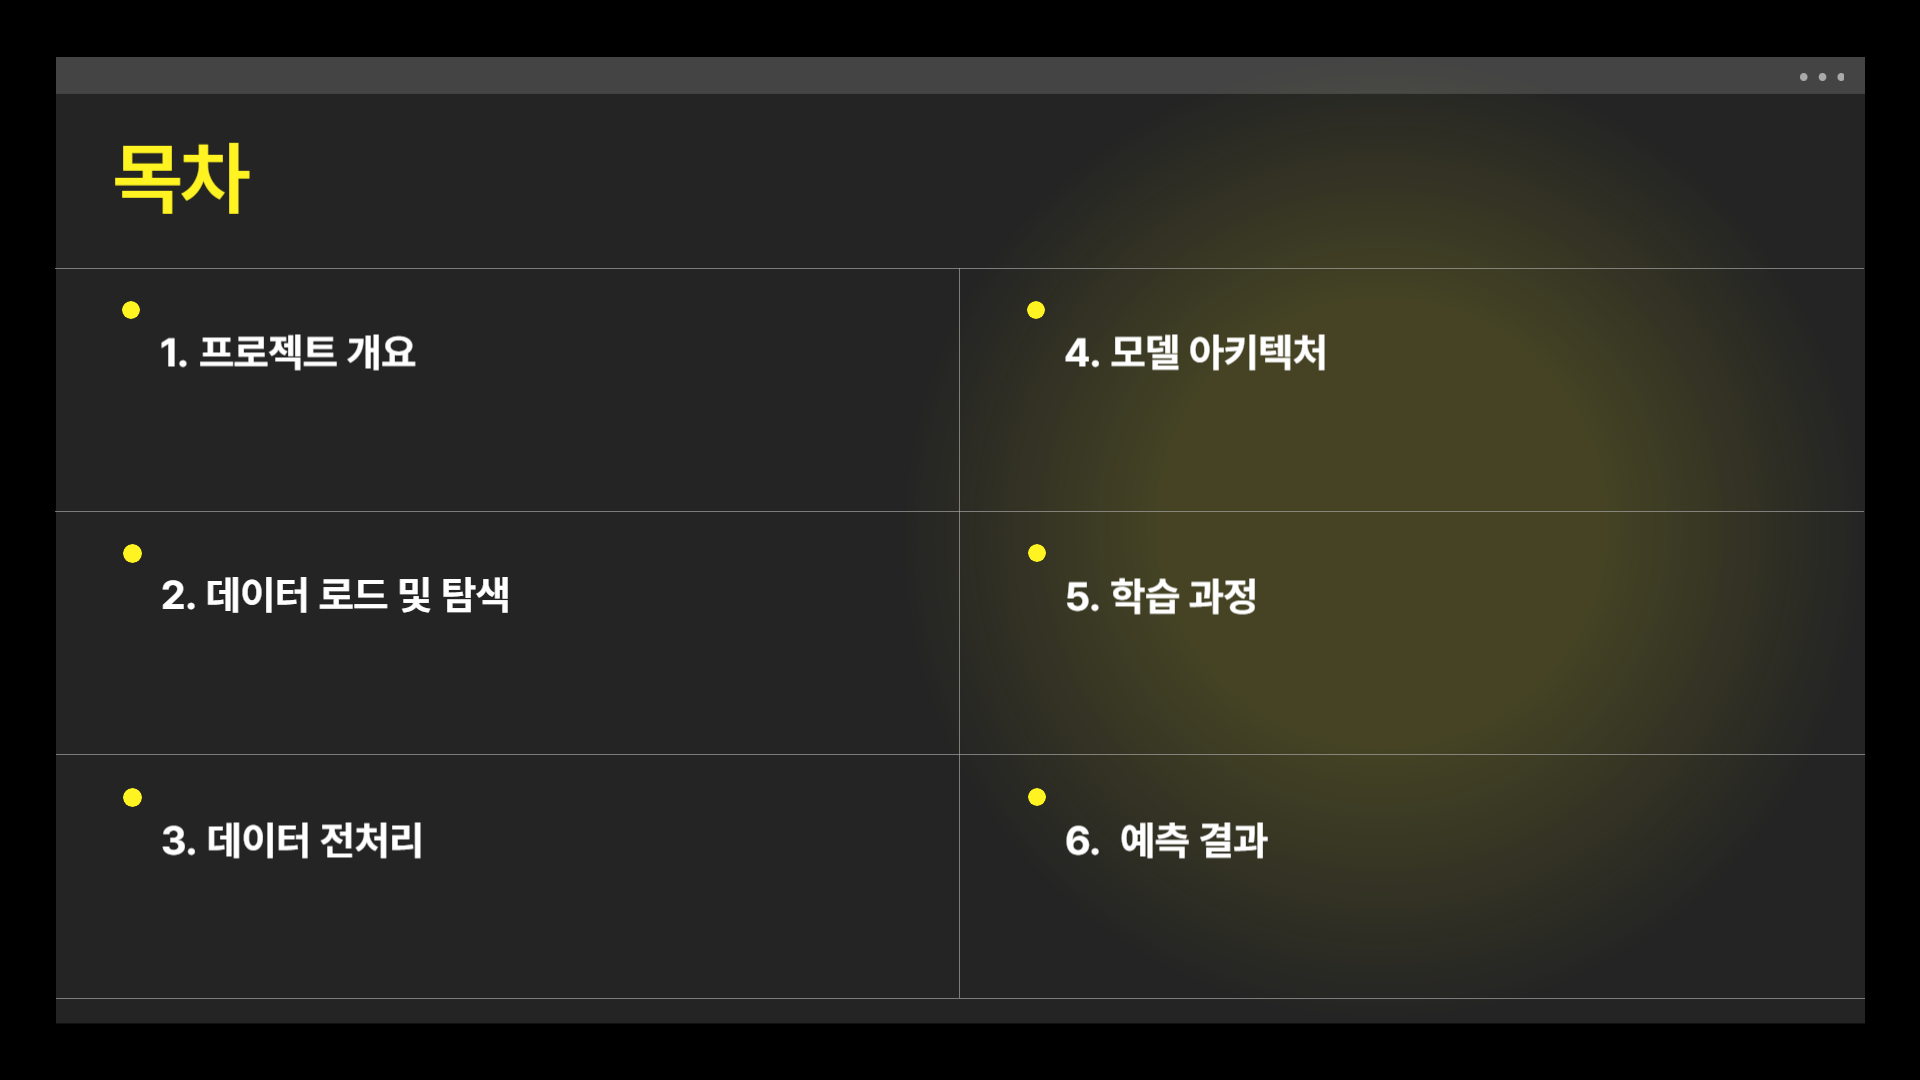 목차
1. 프로젝트 개요
2. 데이터 로드 및 탐색
3. 데이터 전처리
4. 모델 아키텍처
5. 학습 과정
6. 예측 결과